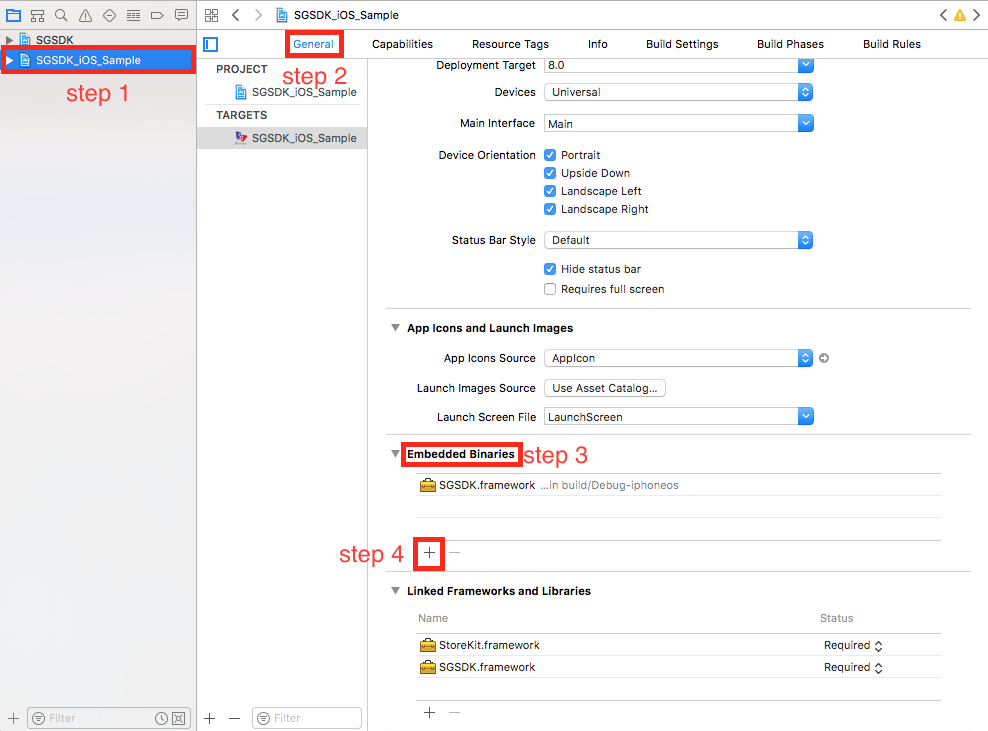 SGSDK_iOS_Sample
SGSDK
SGSDK_iOS_Sample
step 1
General
Capabilities
Resource Tags
Info
Build Settings
Build Phases
Build Rules
step 2
PROJECT
SGSDK_iOS_Sample
TARGETS
SGSDK_iOS_Sample
Deployment Target 8.0
Devices Universal
Main Interface Main
Device Orientation Portrait
Upside Down
Landscape Left
Landscape Right
Status Bar Style Default
Hide status bar
Requires full screen
App Icons and Launch Images
App Icons Source AppIcon
Launch Images Source Use Asset Catalog...
Launch Screen File LaunchScreen
Embedded Binaries step 3
SGSDK.framework ...in build/Debug-iphoneos
step 4 + −
Linked Frameworks and Libraries
Name Status
StoreKit.framework Required
SGSDK.framework Required
+ −
+ Filter
+ − Filter